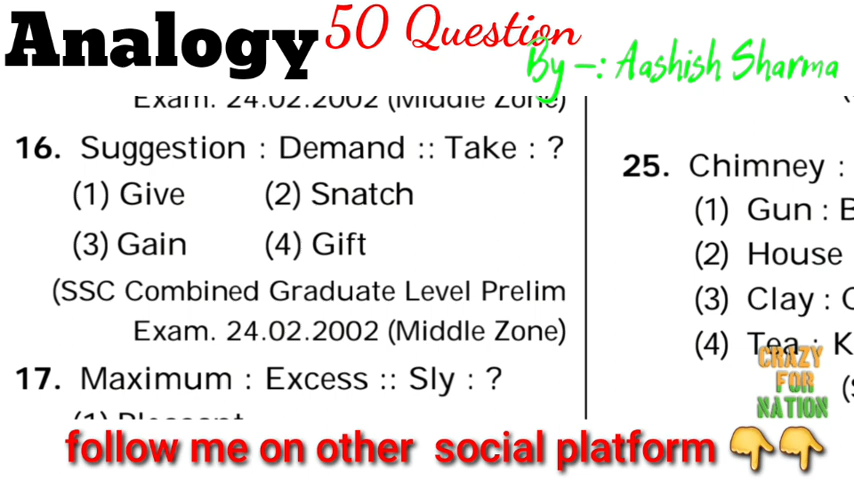 Analogy 50 Question
By -: Aashish Sharma
Exam. 24.02.2002 (Middle Zone)
16. Suggestion : Demand :: Take : ?
(1) Give (2) Snatch
(3) Gain (4) Gift
(SSC Combined Graduate Level Prelim
Exam. 24.02.2002 (Middle Zone)
17. Maximum : Excess :: Sly : ?
25. Chimney :
(1) Gun :
(2) House
(3) Clay :
(4) Tea :
CRAZY
FOR
NATION
follow me on other social platform 👇👇